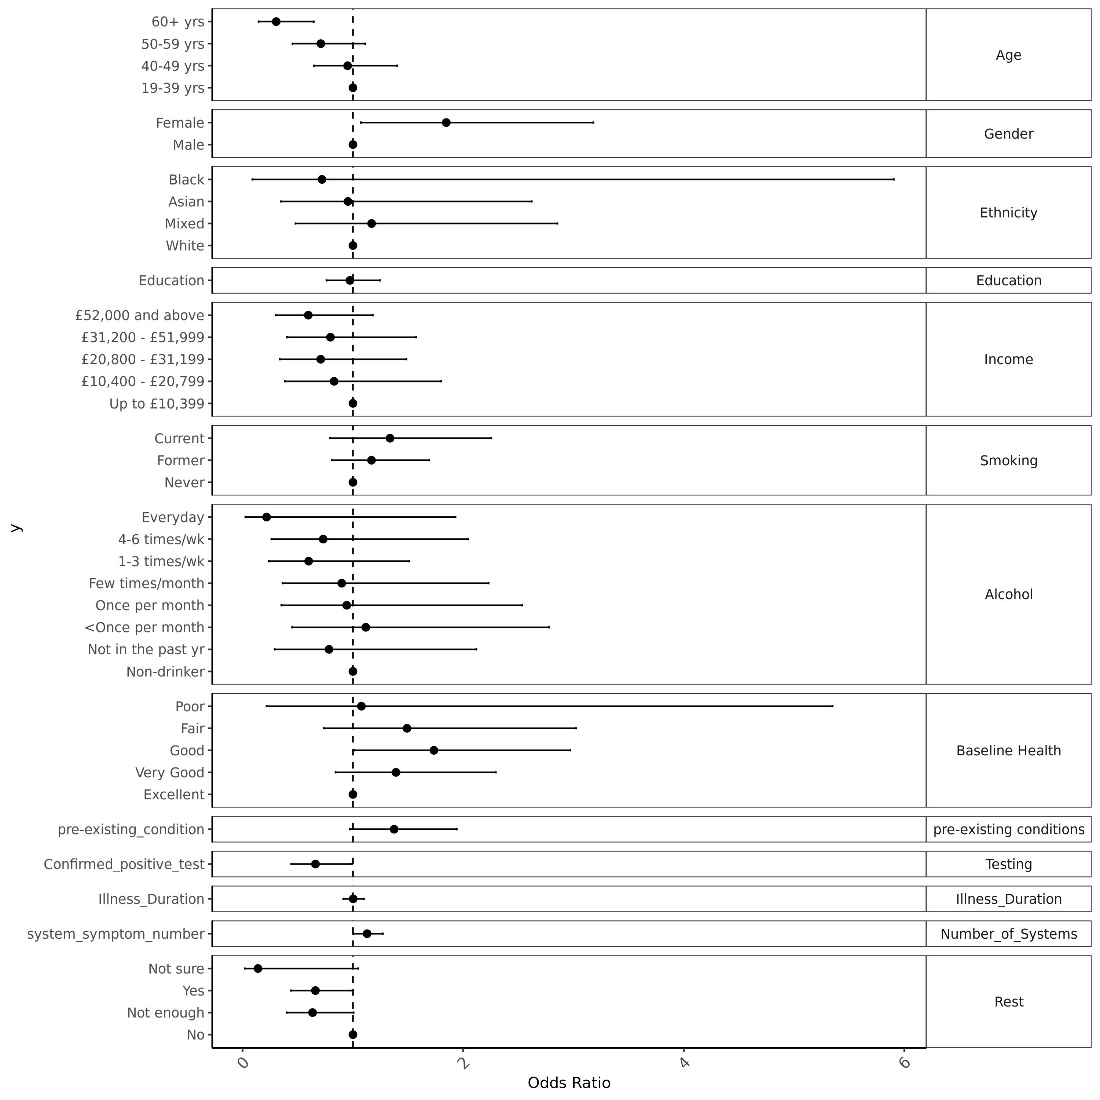 60+ yrs
50-59 yrs
40-49 yrs
19-39 yrs
Age
Female
Male
Gender
Black
Asian
Mixed
White
Ethnicity
Education
Education
£52,000 and above
£31,200 - £51,999
£20,800 - £31,199
£10,400 - £20,799
Up to £10,399
Income
Current
Former
Never
Smoking
y
Everyday
4-6 times/wk
1-3 times/wk
Few times/month
Once per month
<Once per month
Not in the past yr
Non-drinker
Alcohol
Poor
Fair
Good
Very Good
Excellent
Baseline Health
pre-existing_condition
pre-existing conditions
Confirmed_positive_test
Testing
Illness_Duration
Illness_Duration
system_symptom_number
Number_of_Systems
Not sure
Yes
Not enough
No
Rest
0
2
4
6
Odds Ratio